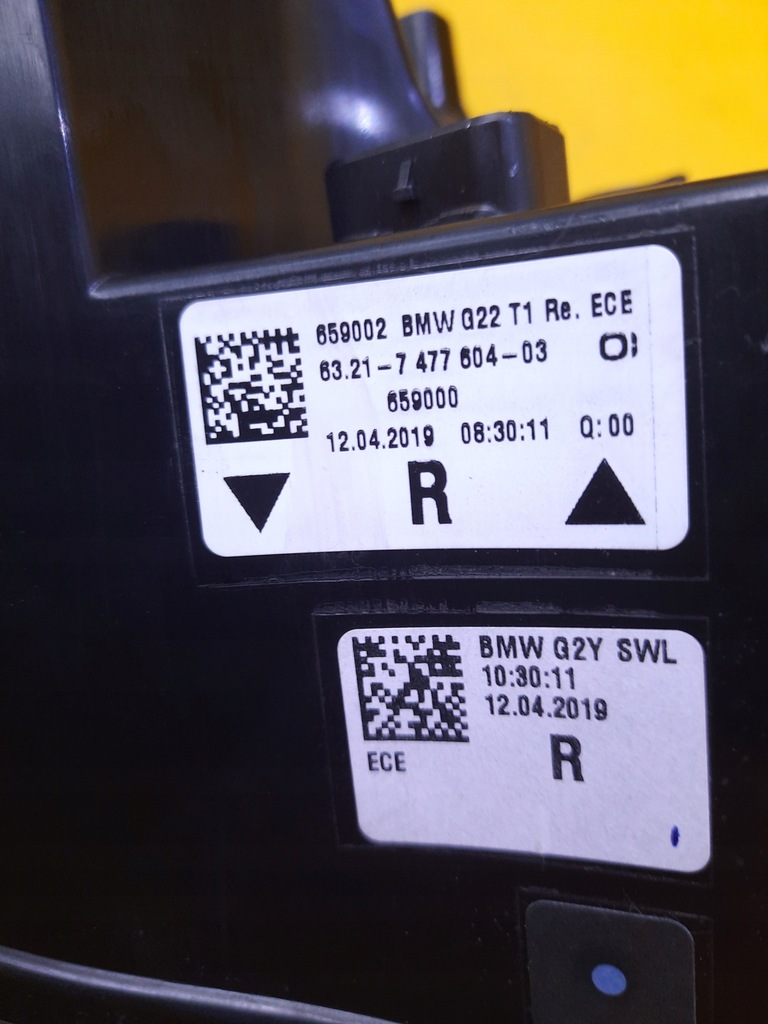 659002 BMW G22 T1 Re. ECE
63.21-7 477 604-03
659000
12.04.2019 08:30:11 Q:00
R
BMW G2Y SWL
10:30:11
12.04.2019
ECE
R